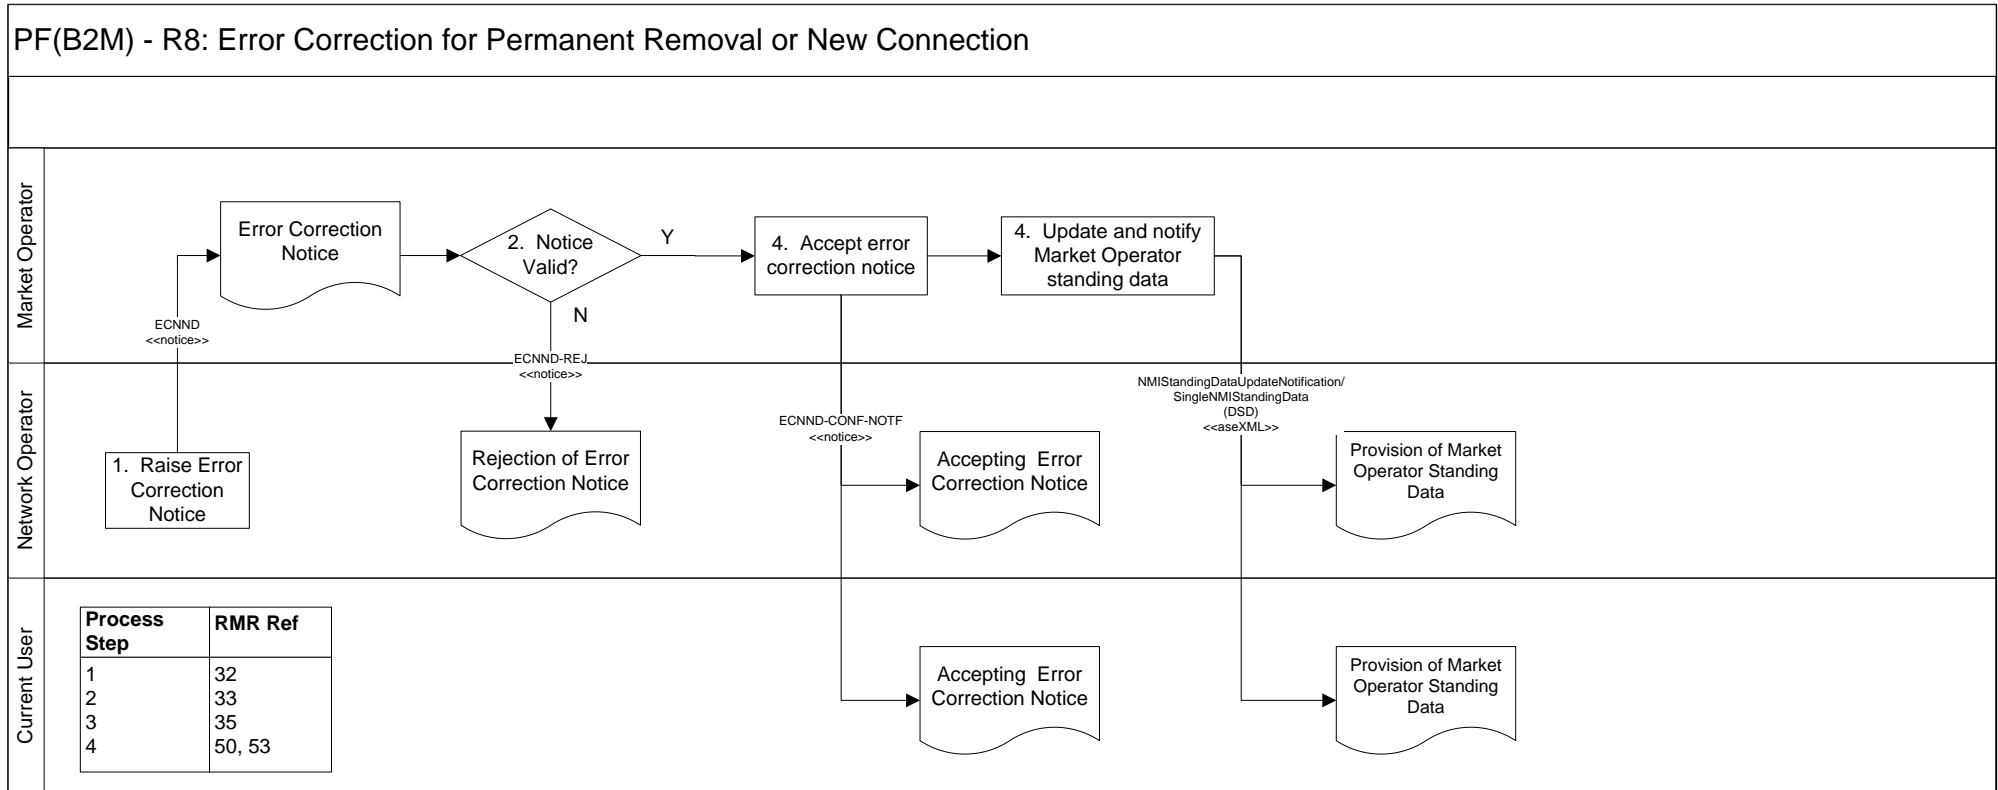 PF(B2M) - R8: Error Correction for Permanent Removal or New Connection
Market Operator
Error Correction
Notice
2. Notice
Valid?
Y
N
4. Accept error
correction notice
4. Update and notify
Market Operator
standing data
ECNND
<<notice>>
ECNND-REJ
<<notice>>
Network Operator
1. Raise Error
Correction
Notice
Rejection of Error
Correction Notice
ECNND-CONF-NOTF
<<notice>>
Accepting Error
Correction Notice
NMIStandingDataUpdateNotification/
SingleNMIStandingData
(DSD)
<<aseXML>>
Provision of Market
Operator Standing
Data
Current User
Process
Step
RMR Ref
1 32
2 33
3 35
4 50, 53
Accepting Error
Correction Notice
Provision of Market
Operator Standing
Data